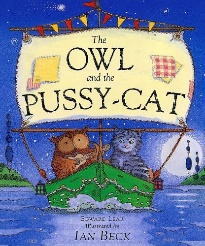 The
OWL
and the
PUSSY-CAT
EDWARD LEAR
Illustrated by
IAN BECK